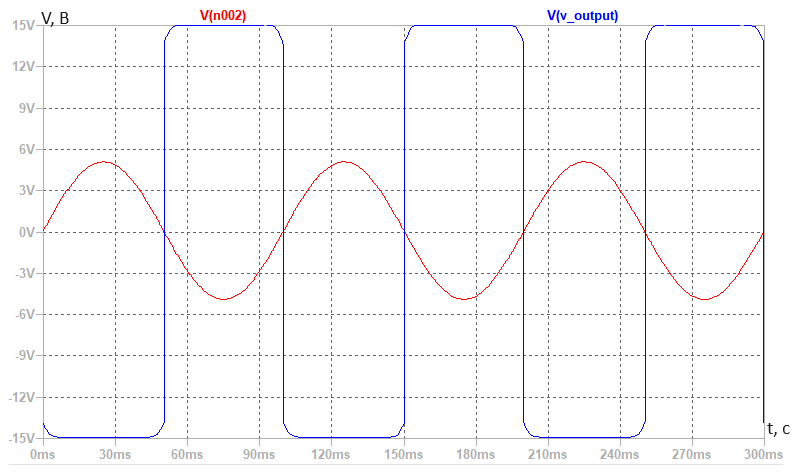 V, В
V(n002) V(v_output)
15V
12V
9V
6V
3V
0V
-3V
-6V
-9V
-12V
-15V
t, с
0ms 30ms 60ms 90ms 120ms 150ms 180ms 210ms 240ms 270ms 300ms